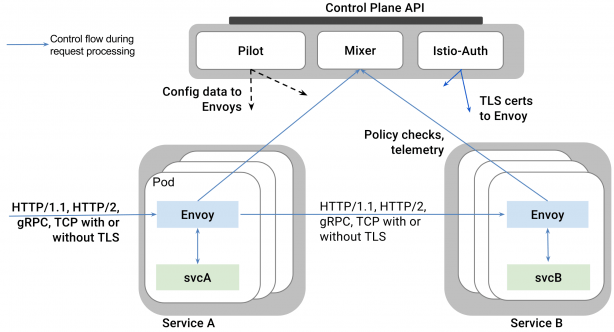 Control Plane API
Control flow during
request processing
Pilot
Mixer
Istio-Auth
Config data to
Envoys
TLS certs
to Envoy
Policy checks,
telemetry
Pod
HTTP/1.1, HTTP/2,
gRPC, TCP with or
without TLS
Envoy
HTTP/1.1, HTTP/2,
gRPC, TCP with or
without TLS
Envoy
svcA
svcB
Service A
Service B